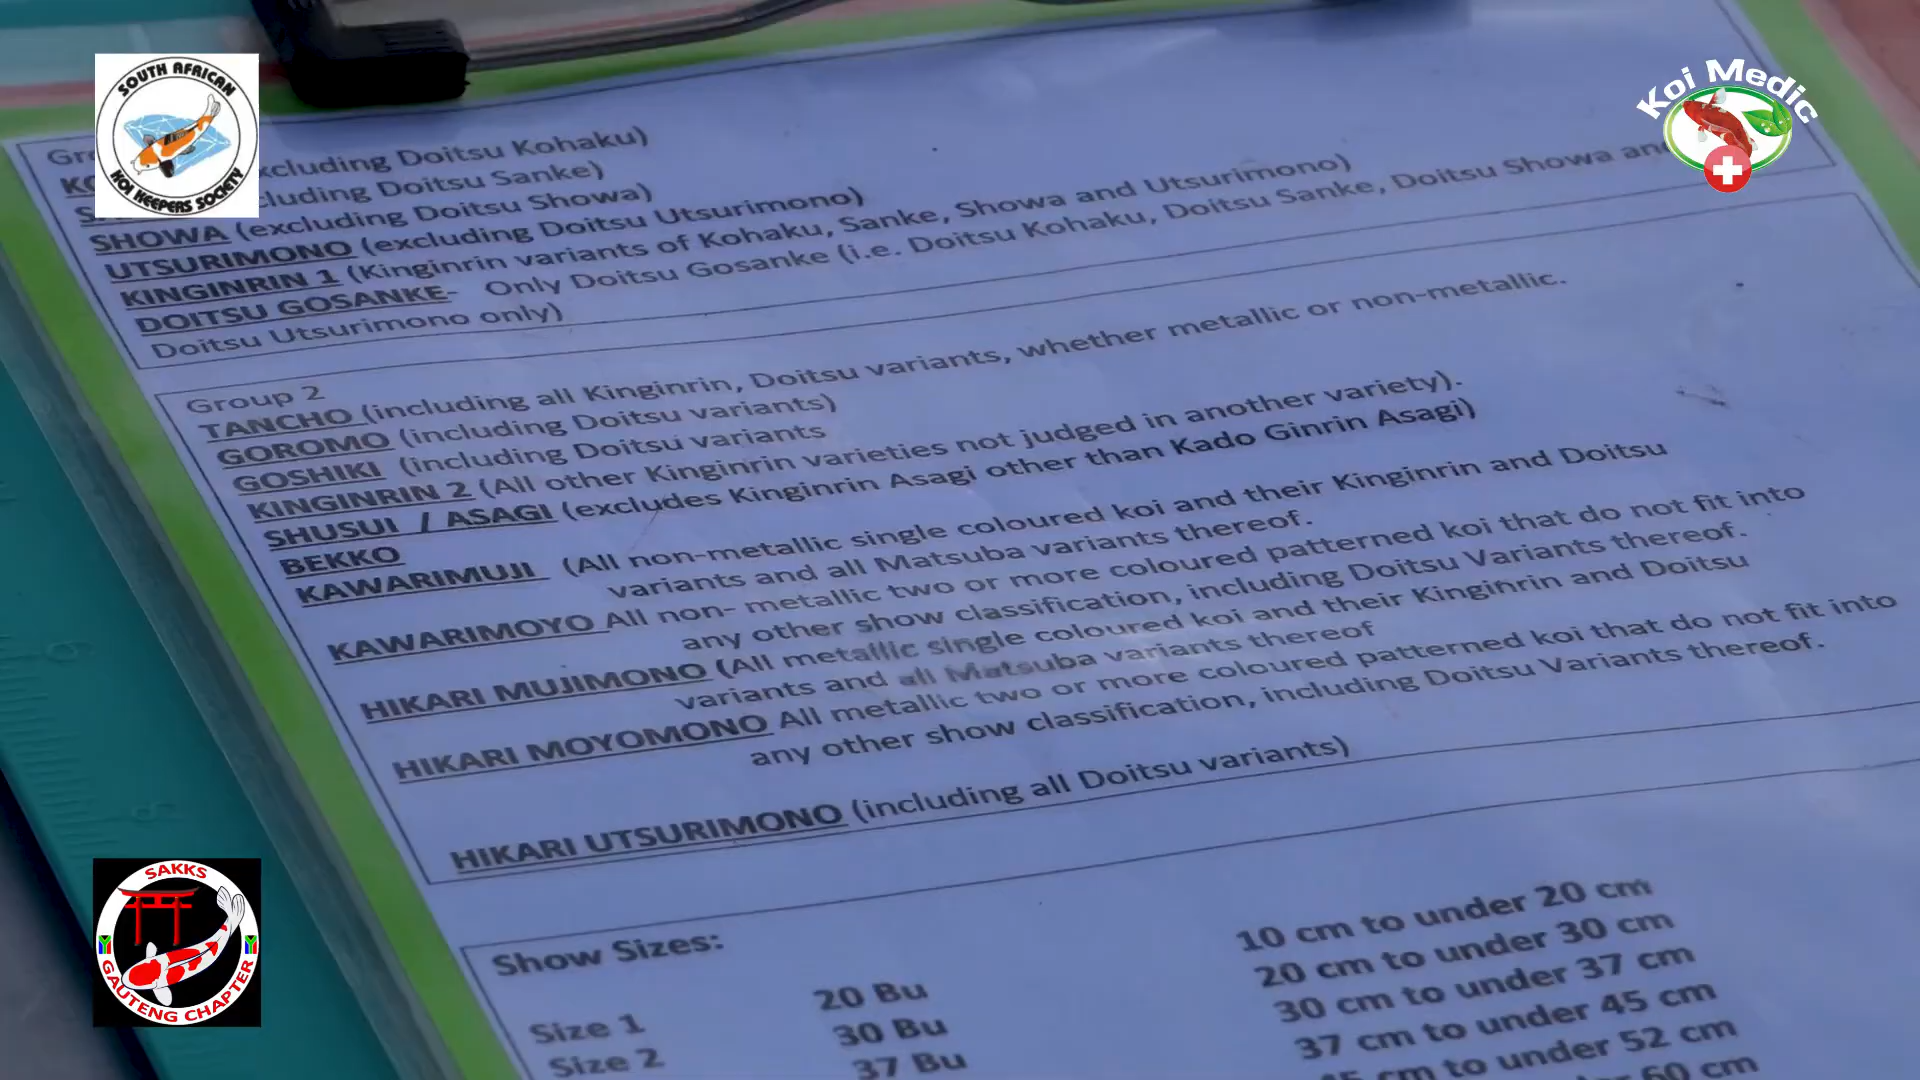 SOUTH AFRICAN
KOI KEEPERS SOCIETY
Koi Medic
excluding Doitsu Kohaku)
cluding Doitsu Sanke)
SHOWA (excluding Doitsu Showa)
UTSURIMONO (excluding Doitsu Utsurimono)
KINGINRIN 1 (Kinginrin variants of Kohaku, Sanke, Showa and Utsurimono)
DOITSU GOSANKE- Only Doitsu Gosanke (i.e. Doitsu Kohaku, Doitsu Sanke, Doitsu Showa and
Doitsu Utsurimono only)
Group 2
TANCHO (including all Kinginrin, Doitsu variants, whether metallic or non-metallic.
GOROMO (including Doitsu variants)
GOSHIKI (including Doitsu variants
KINGINRIN 2 (All other Kinginrin varieties not judged in another variety).
SHUSUI / ASAGI (excludes Kinginrin Asagi other than Kado Ginrin Asagi)
BEKKO
KAWARIMUJI (All non-metallic single coloured koi and their Kinginrin and Doitsu
variants and all Matsuba variants thereof.
KAWARIMOYO All non- metallic two or more coloured patterned koi that do not fit into
any other show classification, including Doitsu Variants thereof.
HIKARI MUJIMONO (All metallic single coloured koi and their Kinginrin and Doitsu
variants and all Matsuba variants thereof
HIKARI MOYOMONO All metallic two or more coloured patterned koi that do not fit into
any other show classification, including Doitsu Variants thereof.
HIKARI UTSURIMONO (including all Doitsu variants)
Show Sizes:
Size 1 20 Bu 10 cm to under 20 cm
Size 2 30 Bu 20 cm to under 30 cm
37 Bu 30 cm to under 37 cm
37 cm to under 45 cm
45 cm to under 52 cm
under 60 cm
SAKKS
GAUTENG CHAPTER